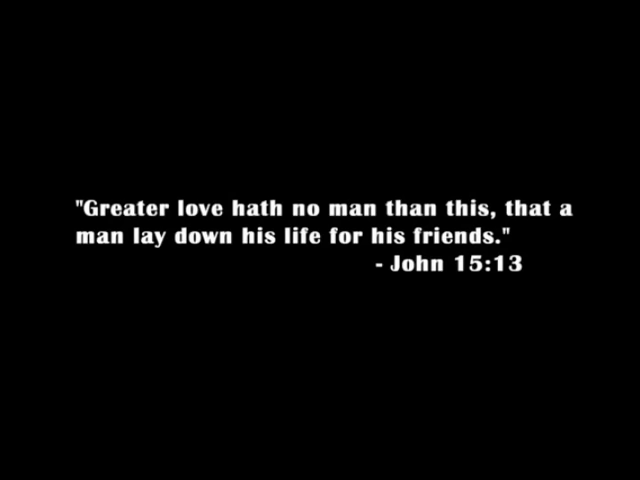 "Greater love hath no man than this, that a
man lay down his life for his friends."
- John 15:13